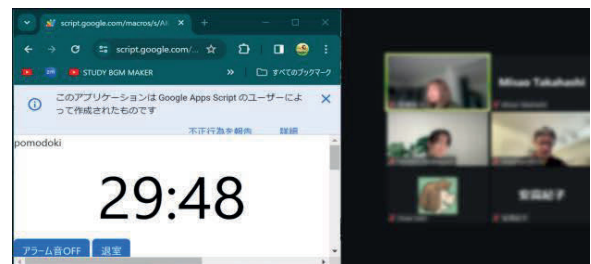 script.google.com/macros/s/A
script.google.com/...
STUDY BGM MAKER
»
すべてのブックマーク
このアプリケーションは Google Apps Script のユーザーによ
って作成されたものです
不正行為を報告 詳細
pomodoki
29:48
アラーム音OFF 退室
Misao Takahashi